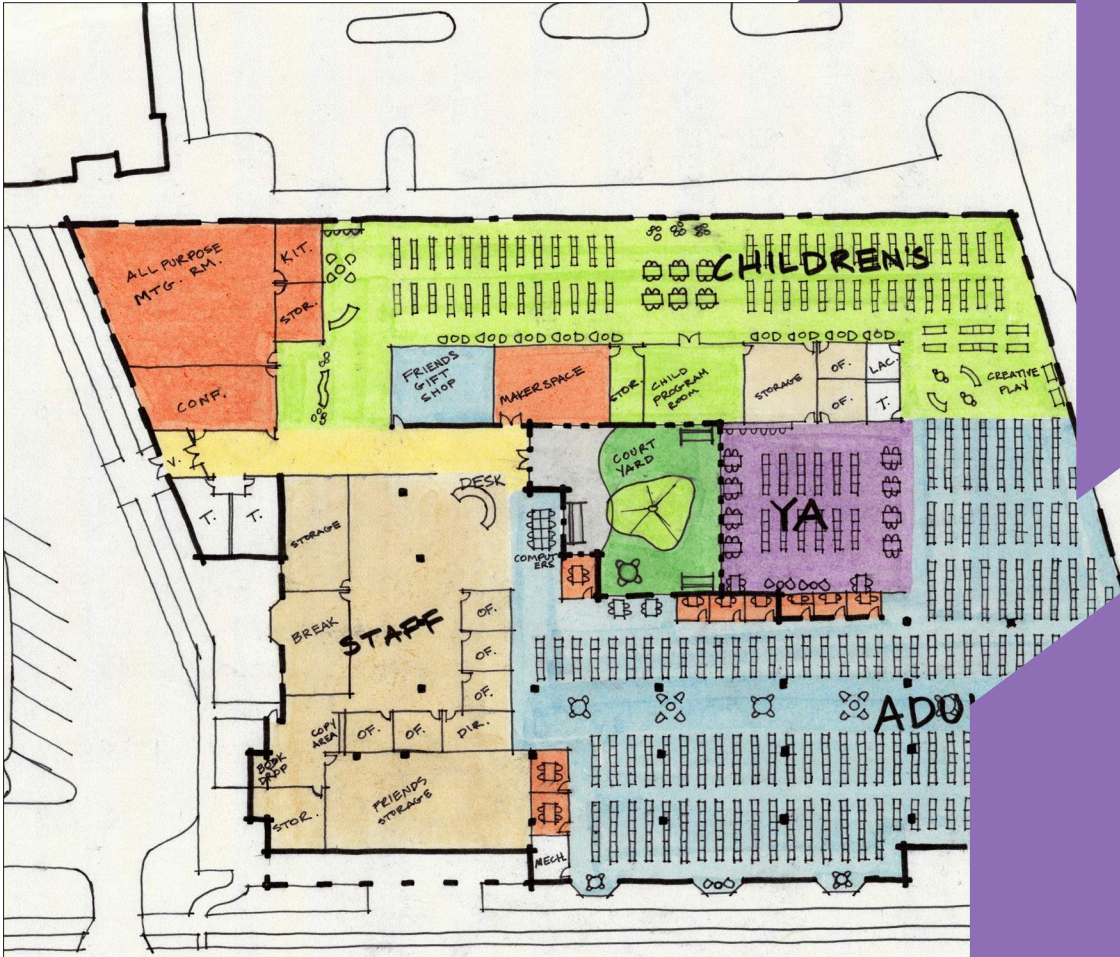 ALL PURPOSE
MTG. RM.
KIT.
STOR.
CONF.
CHILDREN'S
FRIENDS
GIFT
SHOP
MAKERSPACE
STOR.
CHILD
PROGRAM
ROOM
STORAGE
OF.
OF.
LAC.
T.
CREATIVE
PLAY
V.
T.
T.
DESK
COURT
YARD
YA
STORAGE
COMPUT
ERS
BREAK
STAFF
OF.
OF.
OF.
COPY
AREA
OF.
OF.
DIR.
BOOK
DROP
STOR.
FRIENDS
STORAGE
MECH.